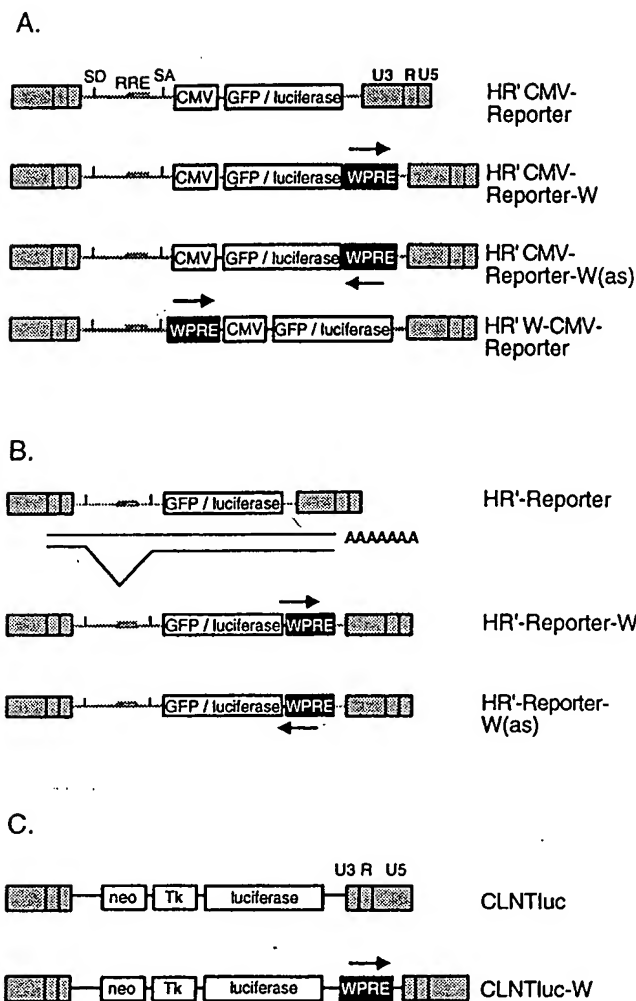 A.
SD RRE SA U3 R U5
CMV GFP / luciferase HR' CMV-
Reporter
CMV GFP / luciferase WPRE HR' CMV-
Reporter-W
CMV GFP / luciferase WPRE HR' CMV-
Reporter-W(as)
WPRE CMV GFP / luciferase HR' W-CMV-
Reporter
B.
GFP / luciferase HR'-Reporter
AAAAAAA
GFP / luciferase WPRE HR'-Reporter-W
GFP / luciferase WPRE HR'-Reporter-
W(as)
C.
U3 R U5
neo Tk luciferase CLNTluc
neo Tk luciferase WPRE CLNTluc-W